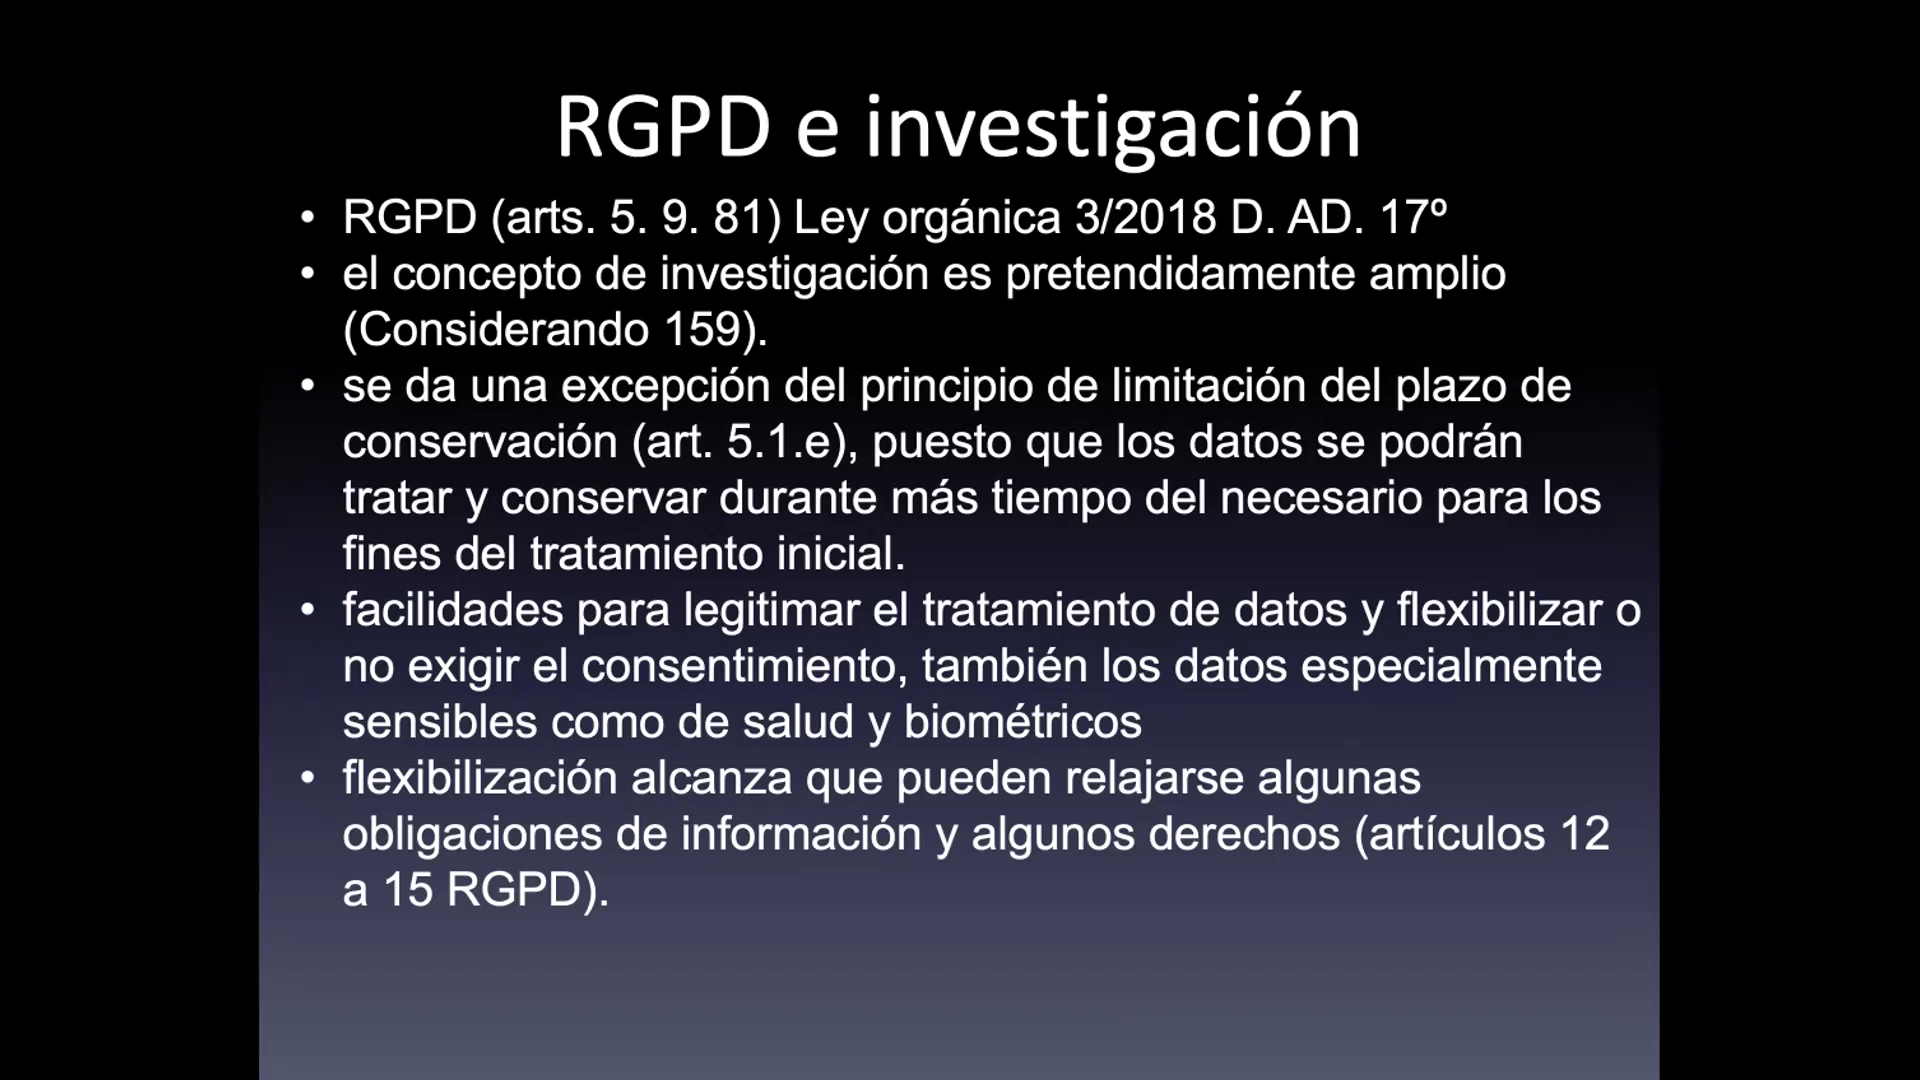 RGPD e investigación
• RGPD (arts. 5. 9. 81) Ley orgánica 3/2018 D. AD. 17º
• el concepto de investigación es pretendidamente amplio
(Considerando 159).
• se da una excepción del principio de limitación del plazo de
conservación (art. 5.1.e), puesto que los datos se podrán
tratar y conservar durante más tiempo del necesario para los
fines del tratamiento inicial.
• facilidades para legitimar el tratamiento de datos y flexibilizar o
no exigir el consentimiento, también los datos especialmente
sensibles como de salud y biométricos
• flexibilización alcanza que pueden relajarse algunas
obligaciones de información y algunos derechos (artículos 12
a 15 RGPD).